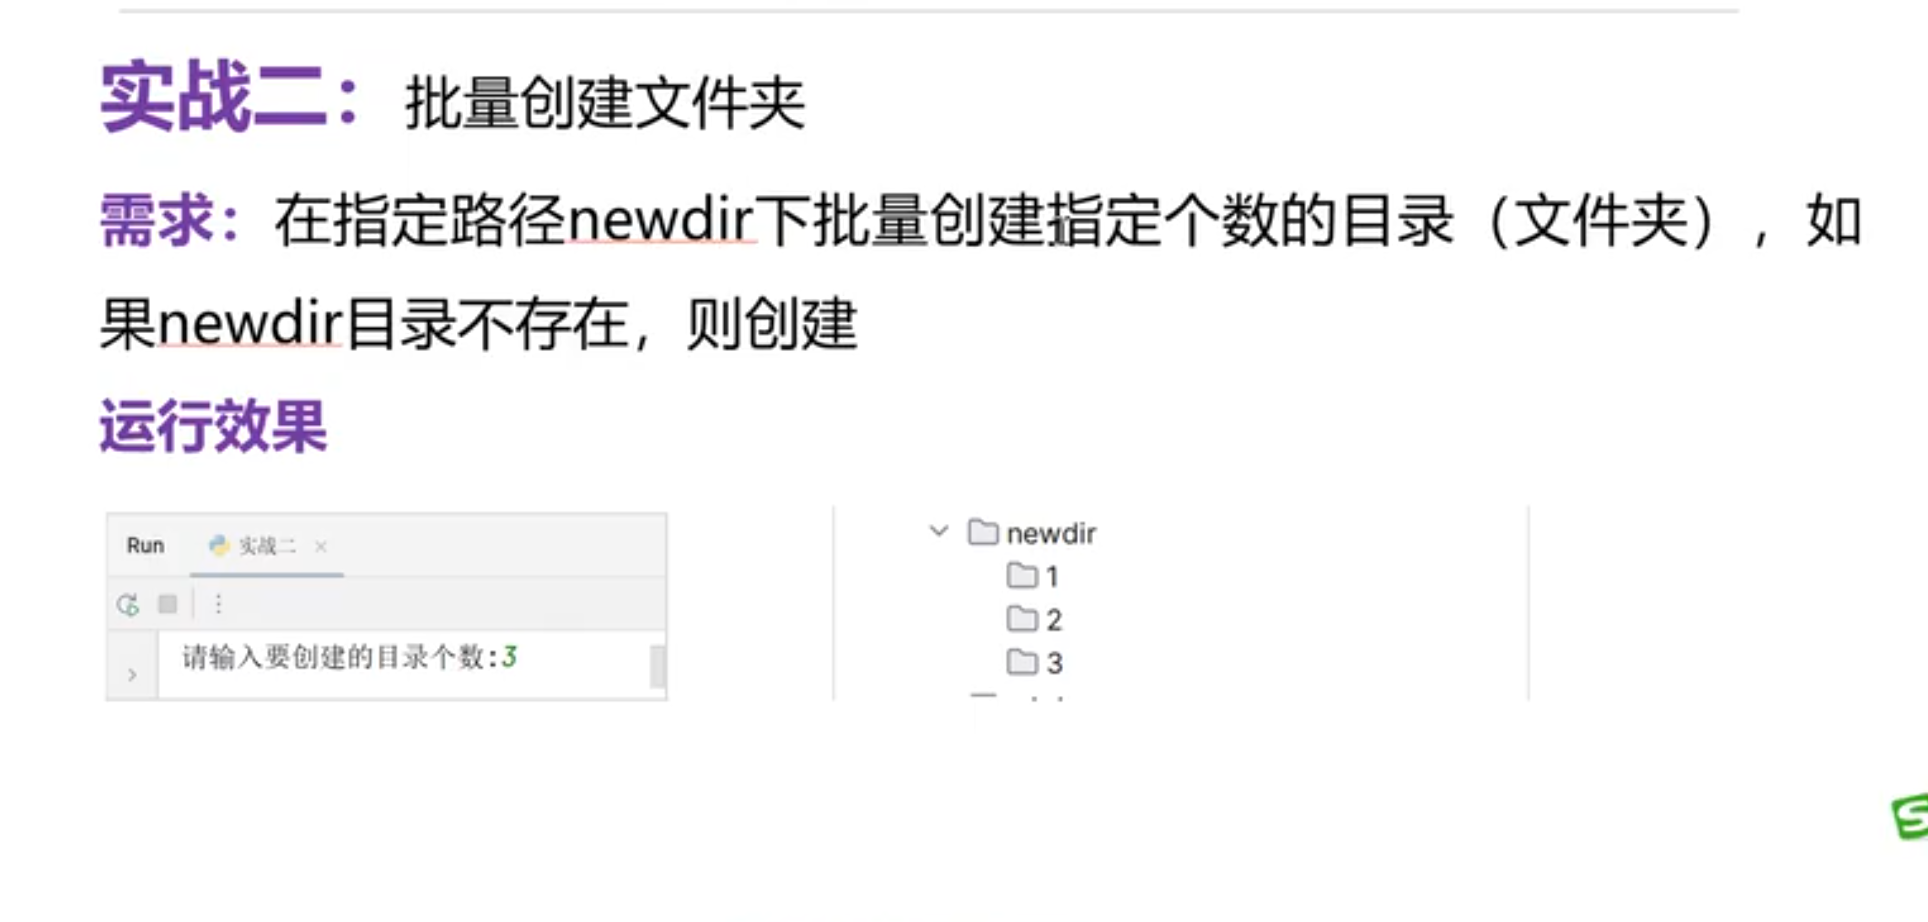 实战二：批量创建文件夹
需求：在指定路径newdir下批量创建指定个数的目录（文件夹），如
果newdir目录不存在，则创建
运行效果
Run 实战二 ×
请输入要创建的目录个数:3
newdir
1
2
3
S